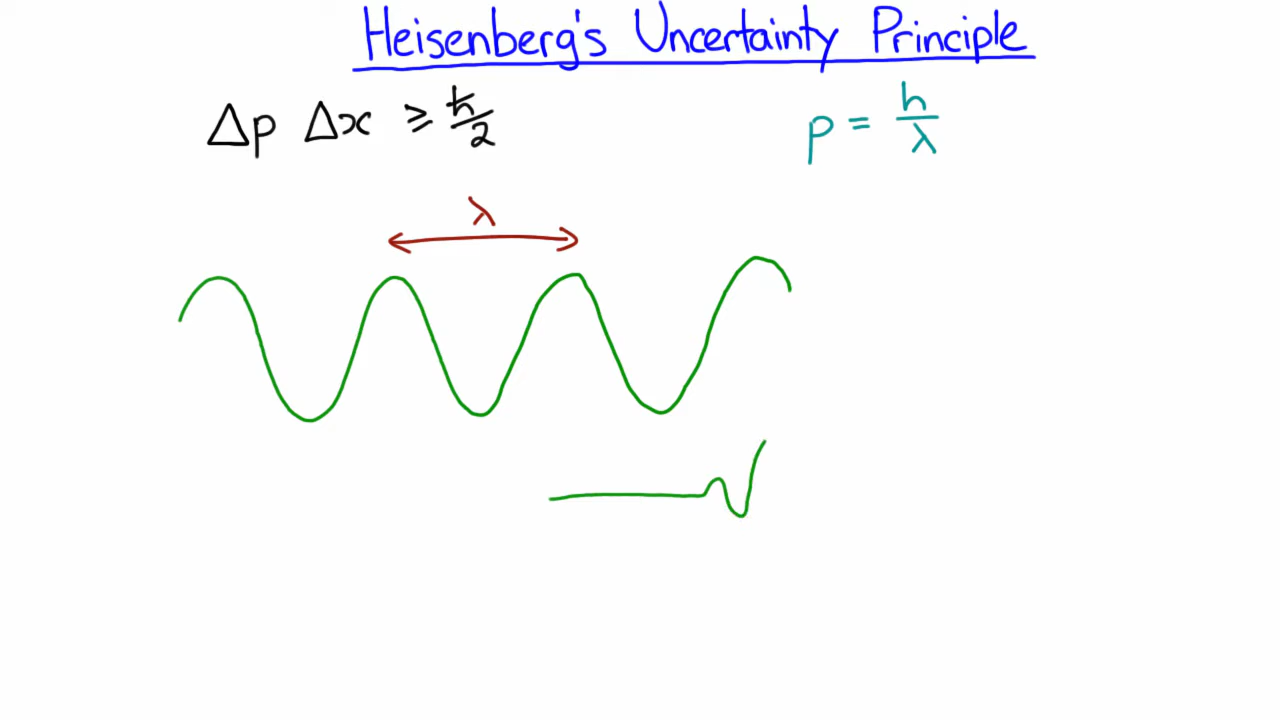 Heisenberg's Uncertainty Principle
Δp Δx ≥ ℏ/2
p = h/λ
λ